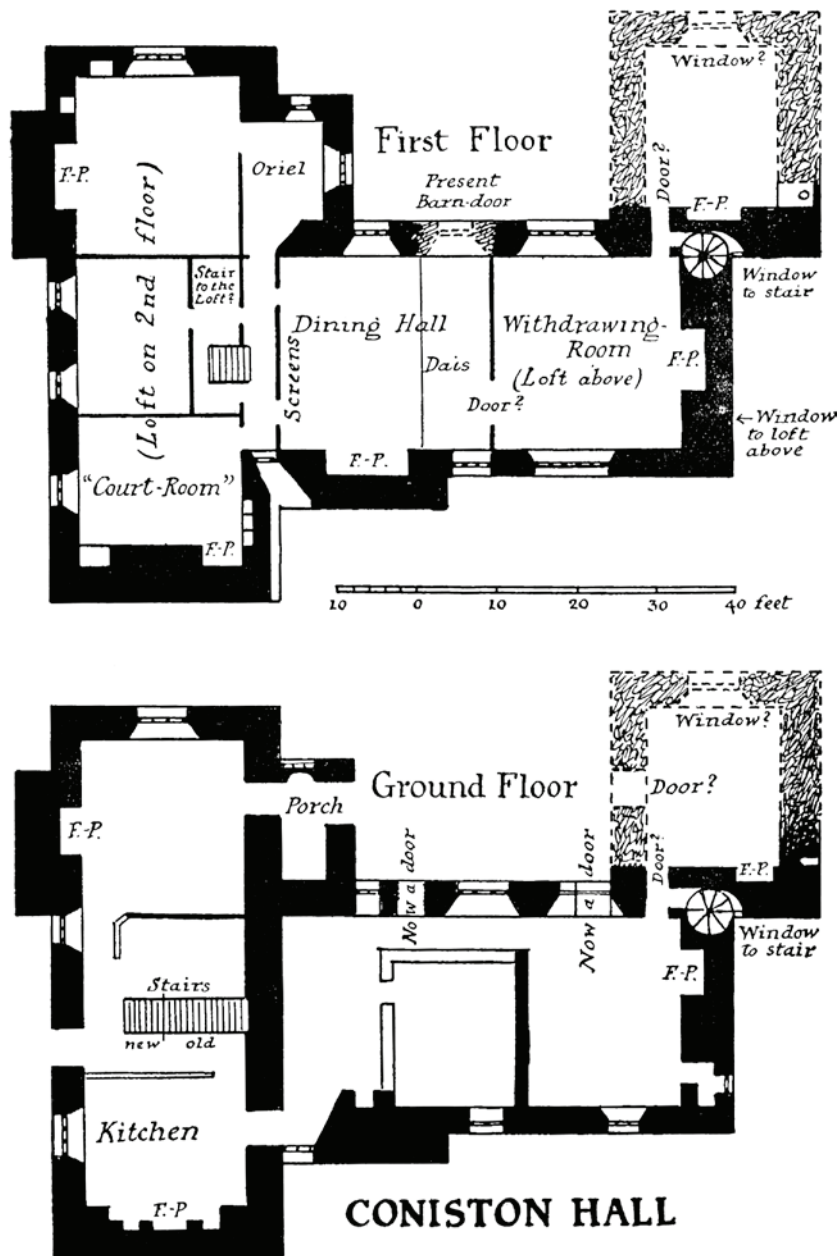 First Floor
Window?
F.-P.
Oriel
Present
Barn-door
Door?
F.-P.
(Loft on 2nd floor)
Stair
to the
Loft?
Window
to stair
Screens
Dining Hall
Dais
Door?
Withdrawing-
Room
(Loft above)
F.-P.
←Window
to loft
above
"Court-Room"
F.-P.
F.-P.
10 0 10 20 30 40 feet
Ground Floor
Window?
Porch
Door?
F.-P.
Now a door
Now a door
Door?
F.-P.
Window
to stair
F.-P.
Stairs
new old
Kitchen
F.-P
CONISTON HALL